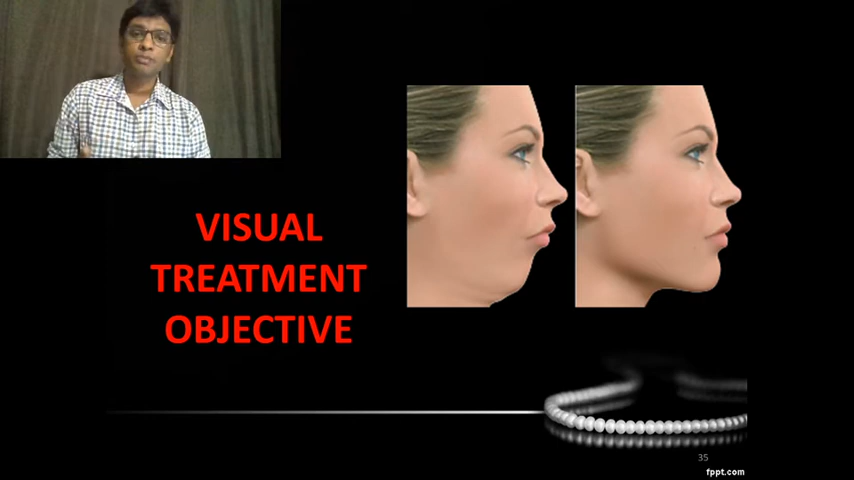 VISUAL
TREATMENT
OBJECTIVE
35
fppt.com